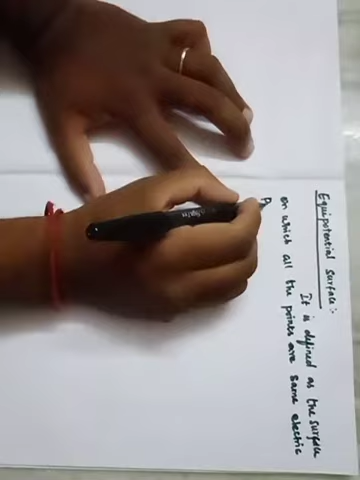 Equipotential Surface :-
It is defined as the surface
on which all the points are same electric
P